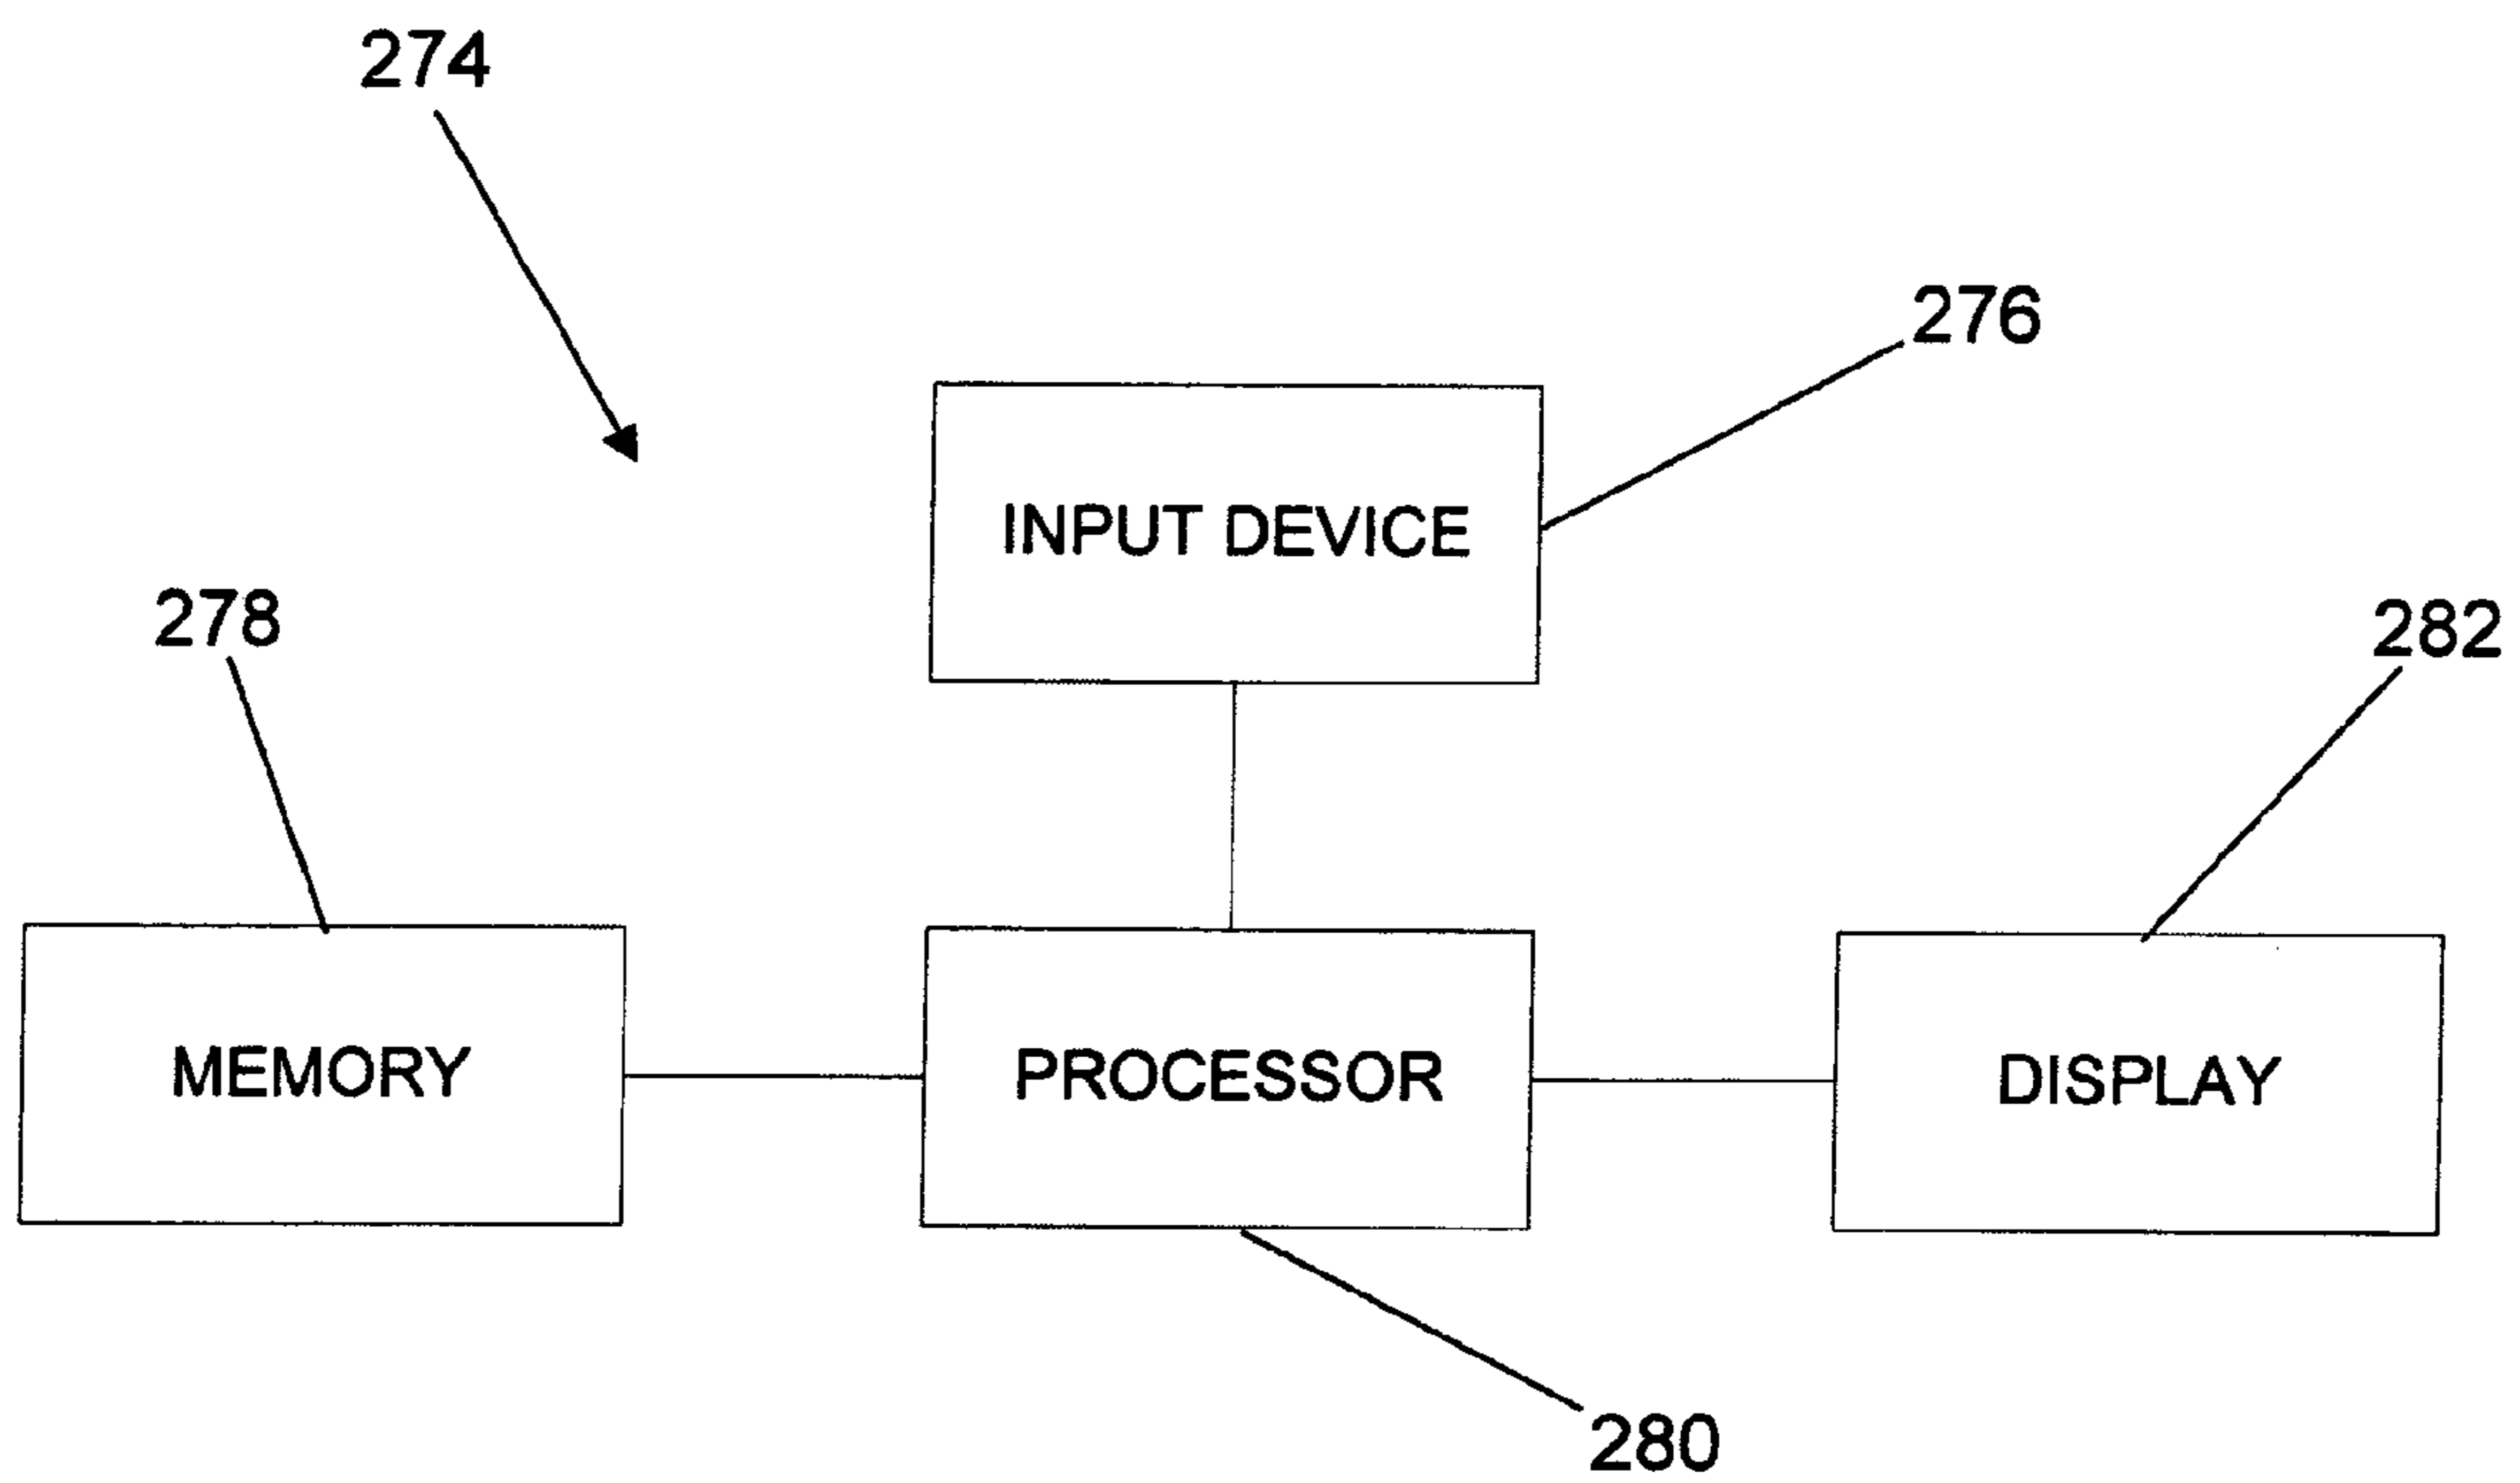 274
276
INPUT DEVICE
278
282
MEMORY
PROCESSOR
DISPLAY
280